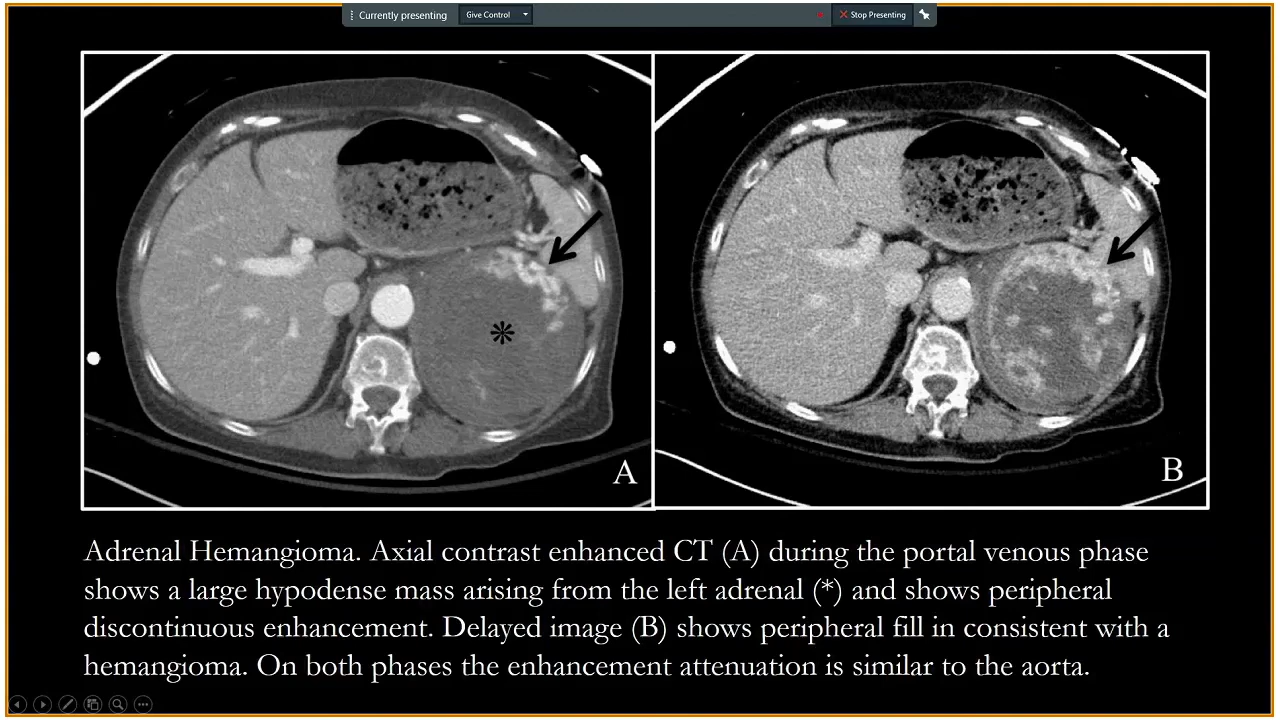 Currently presenting
Give Control
Stop Presenting
*
A
B
Adrenal Hemangioma. Axial contrast enhanced CT (A) during the portal venous phase
shows a large hypodense mass arising from the left adrenal (*) and shows peripheral
discontinuous enhancement. Delayed image (B) shows peripheral fill in consistent with a
hemangioma. On both phases the enhancement attenuation is similar to the aorta.